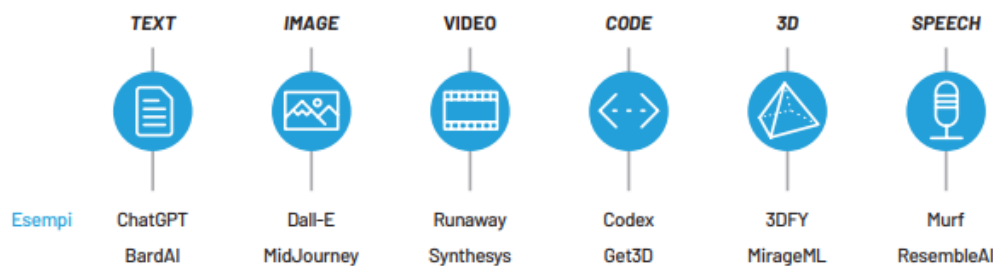 TEXT IMAGE VIDEO CODE 3D SPEECH
Esempi ChatGPT Dall-E Runaway Codex 3DFY Murf
BardAI MidJourney Synthesys Get3D MirageML ResembleAI